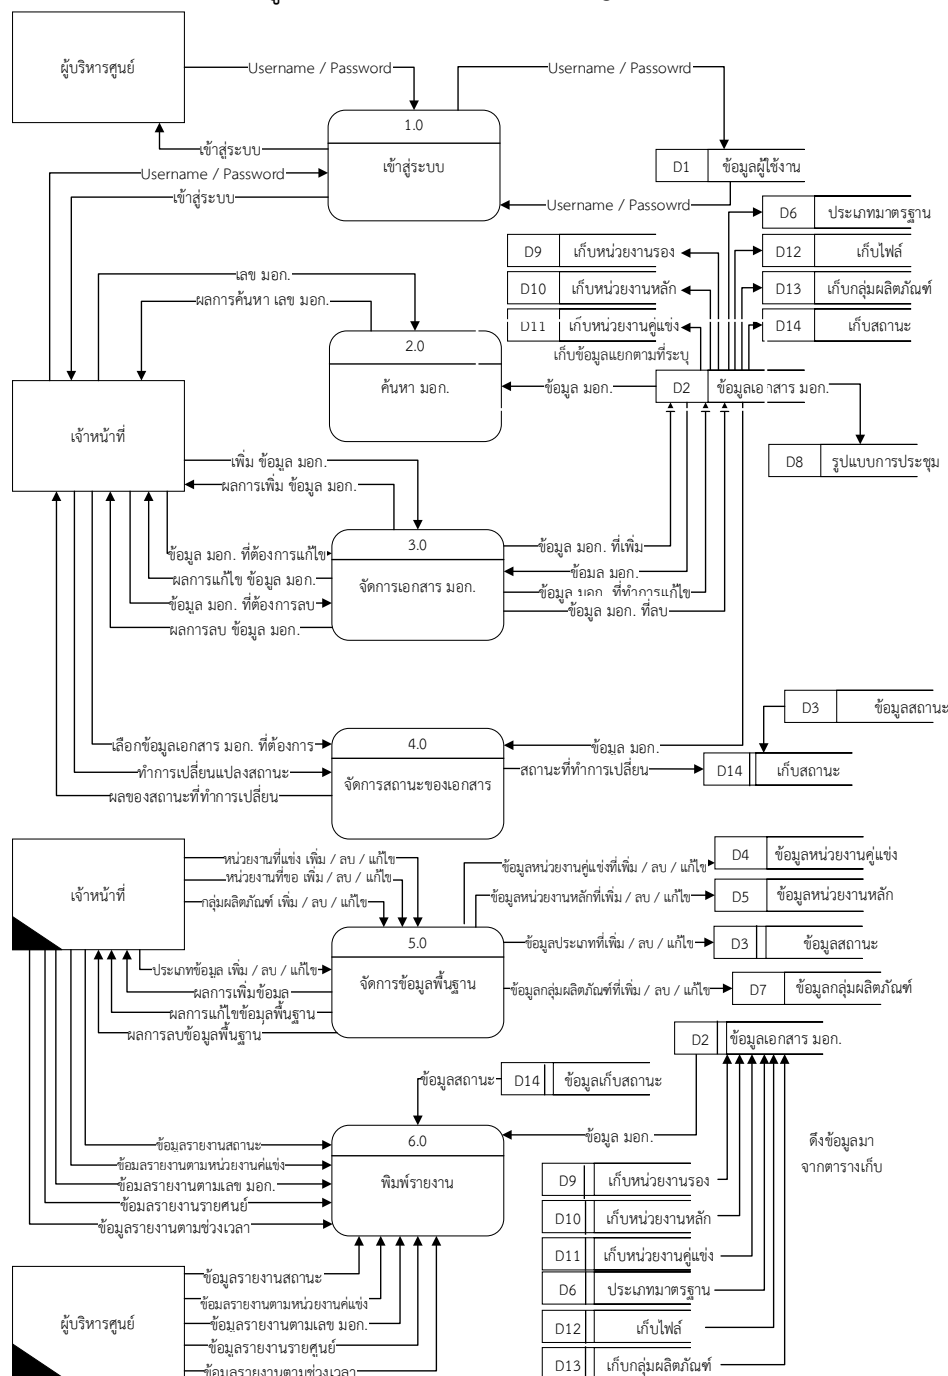 ผู้บริหารศูนย์
Username / Password
Username / Passowrd
1.0
เข้าสู่ระบบ
เข้าสู่ระบบ
Username / Password
เข้าสู่ระบบ
D1 ข้อมูลผู้ใช้งาน
Username / Passowrd
D6 ประเภทมาตรฐาน
D9 เก็บหน่วยงานรอง
D12 เก็บไฟล์
เลข มอก.
D10 เก็บหน่วยงานหลัก
D13 เก็บกลุ่มผลิตภัณฑ์
ผลการค้นหา เลข มอก.
D11 เก็บหน่วยงานคู่แข่ง
D14 เก็บสถานะ
2.0
ค้นหา มอก.
เก็บข้อมูลแยกตามที่ระบุ
ข้อมูล มอก.
D2 ข้อมูลเอกสาร มอก.
เจ้าหน้าที่
D8 รูปแบบการประชุม
เพิ่ม ข้อมูล มอก.
ผลการเพิ่ม ข้อมูล มอก.
3.0
จัดการเอกสาร มอก.
ข้อมูล มอก. ที่ต้องการแก้ไข
ผลการแก้ไข ข้อมูล มอก.
ข้อมูล มอก. ที่ต้องการลบ
ผลการลบ ข้อมูล มอก.
ข้อมูล มอก. ที่เพิ่ม
ข้อมูล มอก.
ข้อมูล มอก. ที่ทำการแก้ไข
ข้อมูล มอก. ที่ลบ
D3 ข้อมูลสถานะ
4.0
จัดการสถานะของเอกสาร
เลือกข้อมูลเอกสาร มอก. ที่ต้องการ
ทำการเปลี่ยนแปลงสถานะ
ผลของสถานะที่ทำการเปลี่ยน
ข้อมูล มอก.
สถานะที่ทำการเปลี่ยน
D14 เก็บสถานะ
เจ้าหน้าที่
หน่วยงานที่แข่ง เพิ่ม / ลบ / แก้ไข
หน่วยงานที่ขอ เพิ่ม / ลบ / แก้ไข
กลุ่มผลิตภัณฑ์ เพิ่ม / ลบ / แก้ไข
ข้อมูลหน่วยงานคู่แข่งที่เพิ่ม / ลบ / แก้ไข
D4 ข้อมูลหน่วยงานคู่แข่ง
ข้อมูลหน่วยงานหลักที่เพิ่ม / ลบ / แก้ไข
D5 ข้อมูลหน่วยงานหลัก
5.0
จัดการข้อมูลพื้นฐาน
ข้อมูลประเภทที่เพิ่ม / ลบ / แก้ไข
D3 ข้อมูลสถานะ
ข้อมูลกลุ่มผลิตภัณฑ์ที่เพิ่ม / ลบ / แก้ไข
D7 ข้อมูลกลุ่มผลิตภัณฑ์
ประเภทข้อมูล เพิ่ม / ลบ / แก้ไข
ผลการเพิ่มข้อมูล
ผลการแก้ไขข้อมูลพื้นฐาน
ผลการลบข้อมูลพื้นฐาน
D2 ข้อมูลเอกสาร มอก.
ข้อมูลสถานะ
D14 ข้อมูลเก็บสถานะ
6.0
พิมพ์รายงาน
ข้อมูล มอก.
ดึงข้อมูลมา
จากตารางเก็บ
ข้อมูลรายงานสถานะ
ข้อมูลรายงานตามหน่วยงานคู่แข่ง
ข้อมูลรายงานตามเลข มอก.
ข้อมูลรายงานรายศูนย์
ข้อมูลรายงานตามช่วงเวลา
D9 เก็บหน่วยงานรอง
D10 เก็บหน่วยงานหลัก
D11 เก็บหน่วยงานคู่แข่ง
D6 ประเภทมาตรฐาน
D12 เก็บไฟล์
D13 เก็บกลุ่มผลิตภัณฑ์
ผู้บริหารศูนย์
ข้อมูลรายงานสถานะ
ข้อมูลรายงานตามหน่วยงานคู่แข่ง
ข้อมูลรายงานตามเลข มอก.
ข้อมูลรายงานรายศูนย์
ข้อมูลรายงานตามช่วงเวลา